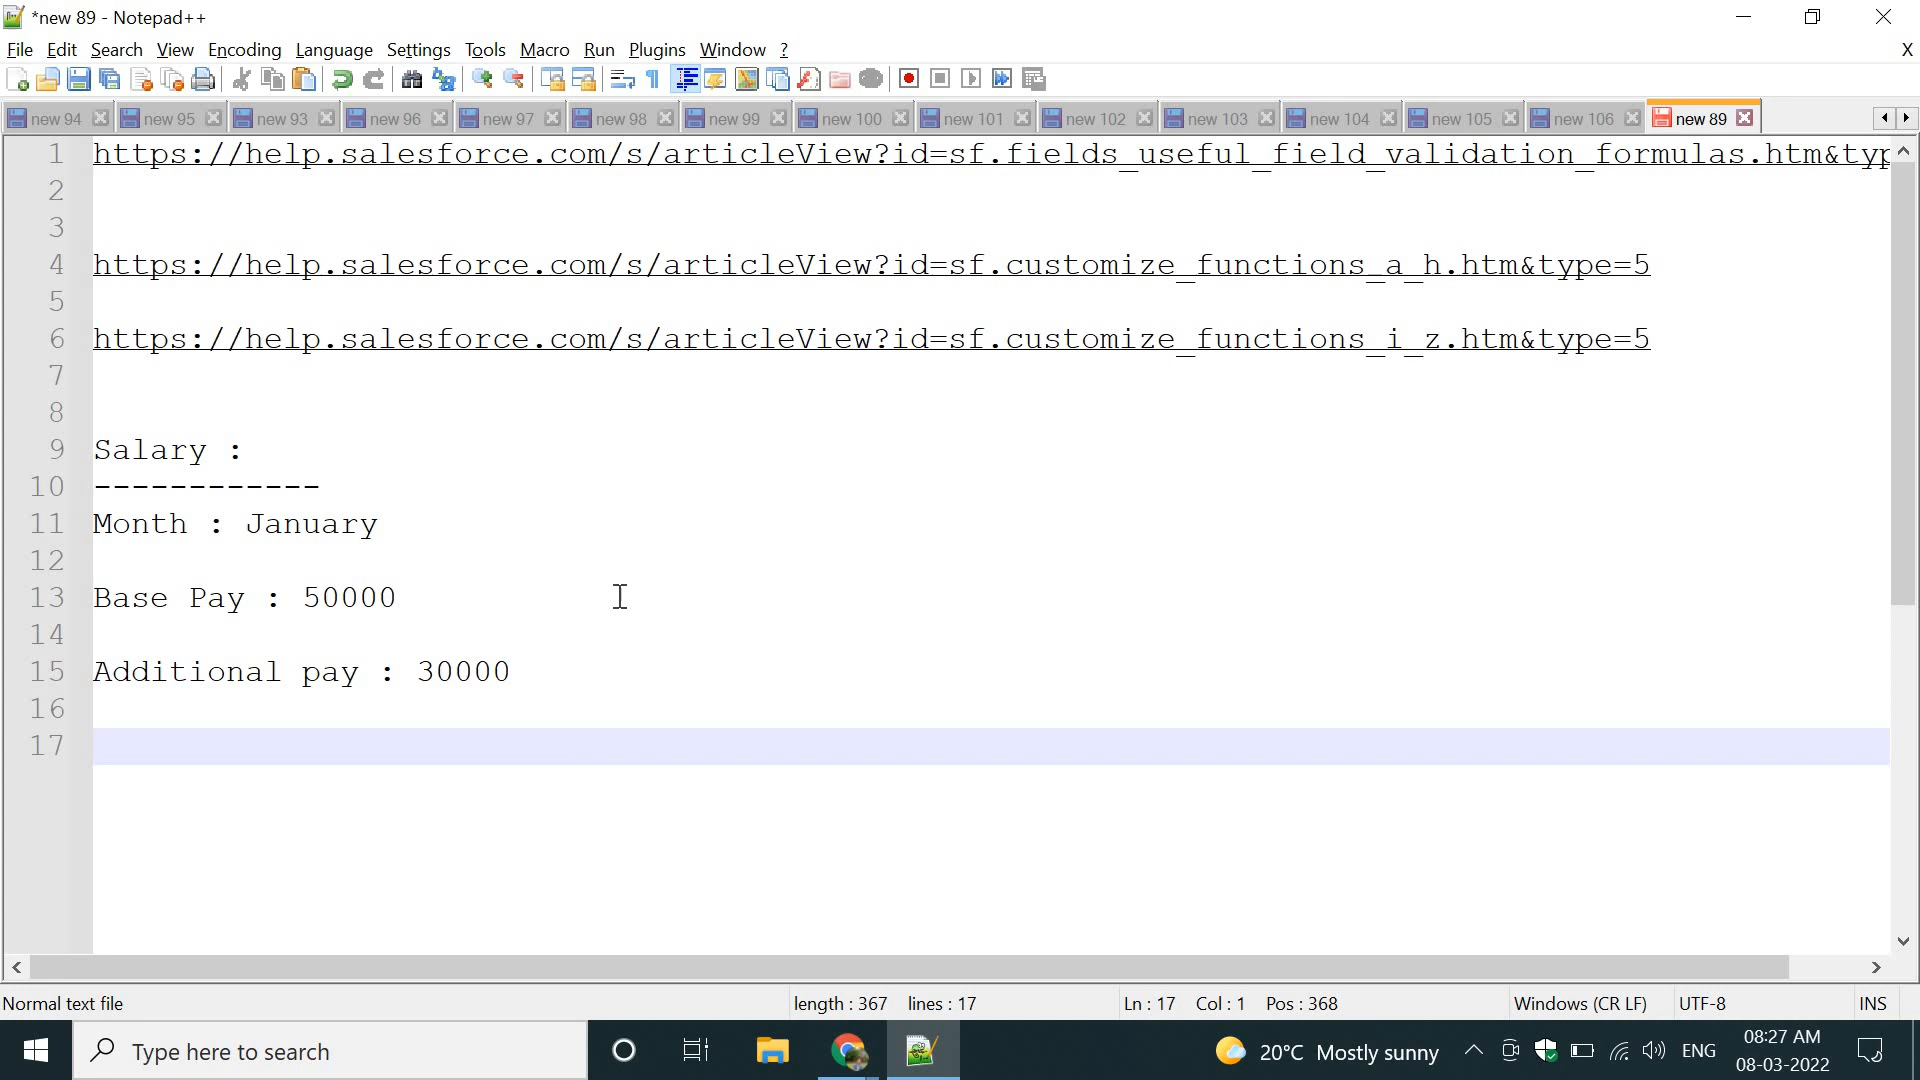 *new 89 - Notepad++
File Edit Search View Encoding Language Settings Tools Macro Run Plugins Window ?
X
new 94 new 95 new 93 new 96 new 97 new 98 new 99 new 100 new 101 new 102 new 103 new 104 new 105 new 106 new 89
1 https://help.salesforce.com/s/articleView?id=sf.fields_useful_field_validation_formulas.htm&typ
2
3
4 https://help.salesforce.com/s/articleView?id=sf.customize_functions_a_h.htm&type=5
5
6 https://help.salesforce.com/s/articleView?id=sf.customize_functions_i_z.htm&type=5
7
8
9 Salary :
10 ------------
11 Month : January
12
13 Base Pay : 50000
14
15 Additional pay : 30000
16
17
Normal text file length : 367 lines : 17 Ln : 17 Col : 1 Pos : 368 Windows (CR LF) UTF-8 INS
Type here to search 20°C Mostly sunny ENG 08:27 AM
08-03-2022